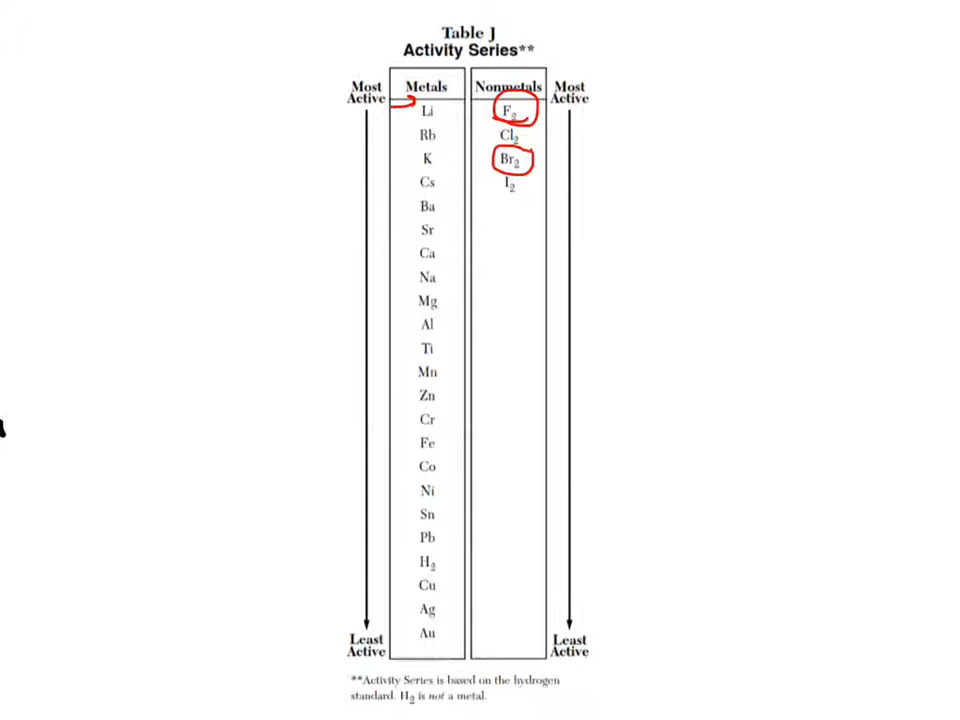 Table J
Activity Series**
Most Active Metals Nonmetals Most Active
Li F₂
Rb Cl₂
K Br₂
Cs I₂
Ba
Sr
Ca
Na
Mg
Al
Ti
Mn
Zn
Cr
Fe
Co
Ni
Sn
Pb
H₂
Cu
Ag
Au
Least Active Least Active
**Activity Series is based on the hydrogen
standard. H₂ is not a metal.